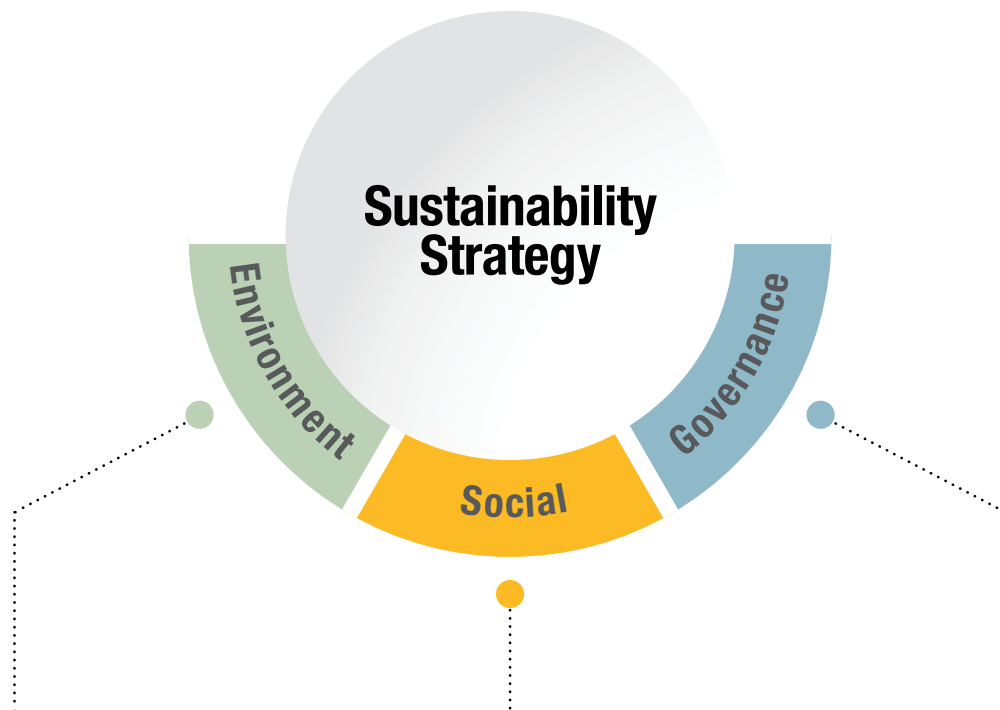 Sustainability
Strategy
Environment
Social
Governance